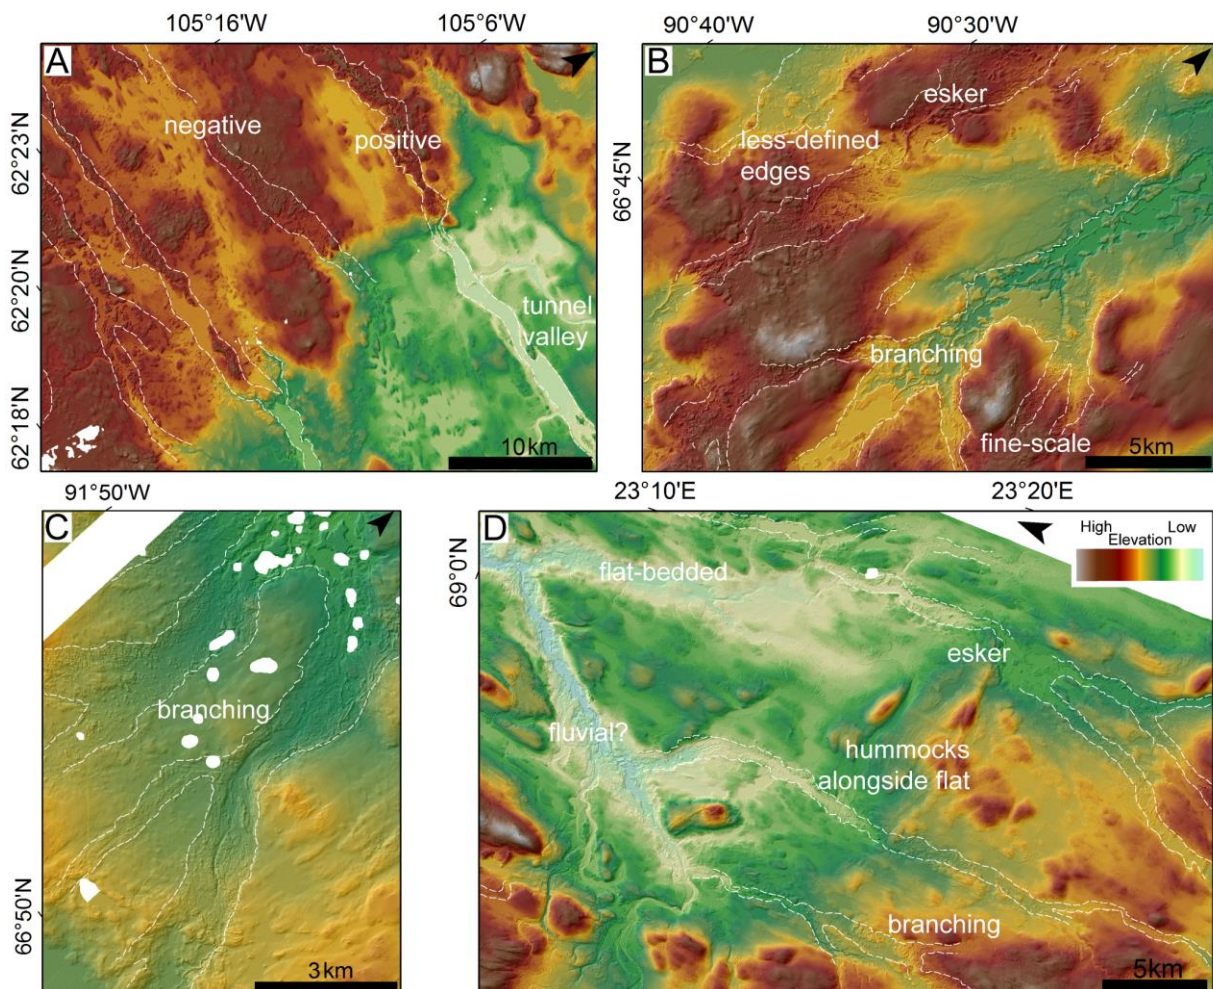 105°16'W
105°6'W
A
negative
positive
62°23'N
62°20'N
62°18'N
tunnel
valley
10km
90°40'W
90°30'W
B
esker
less-defined
edges
66°45'N
branching
fine-scale
5km
91°50'W
C
branching
66°50'N
3km
23°10'E
23°20'E
D
High
Low
Elevation
69°0'N
flat-bedded
esker
fluvial?
hummocks
alongside flat
branching
5km